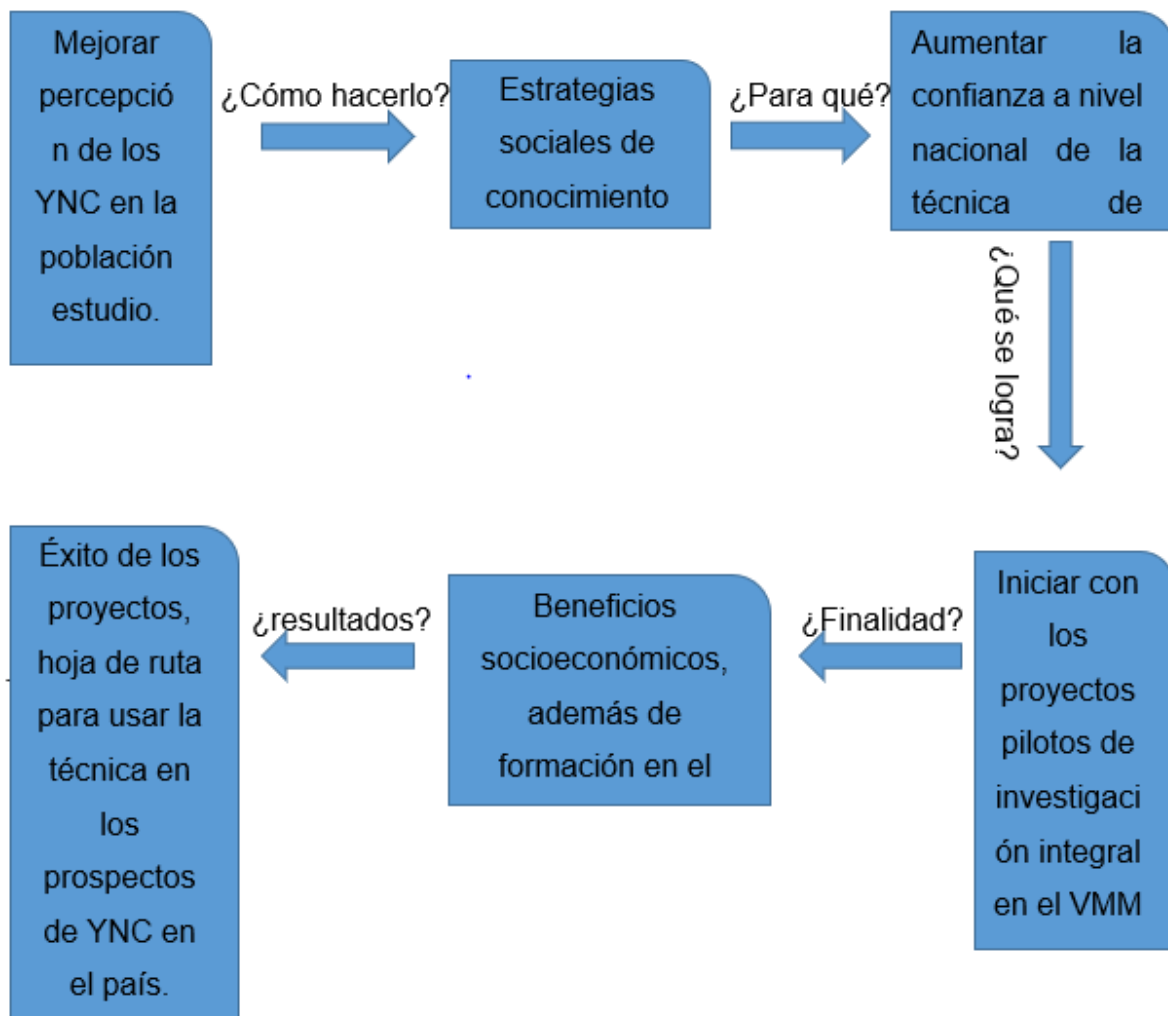 Mejorar
percepció
n de los
YNC en la
población
estudio.
¿Cómo hacerlo?
Estrategias
sociales de
conocimiento
¿Para qué?
Aumentar la
confianza a nivel
nacional de la
técnica de
¿Qué se logra?
Iniciar con
los
proyectos
pilotos de
investigaci
ón integral
en el VMM
¿Finalidad?
Beneficios
socioeconómicos,
además de
formación en el
¿resultados?
Éxito de los
proyectos,
hoja de ruta
para usar la
técnica en
los
prospectos
de YNC en
el país.